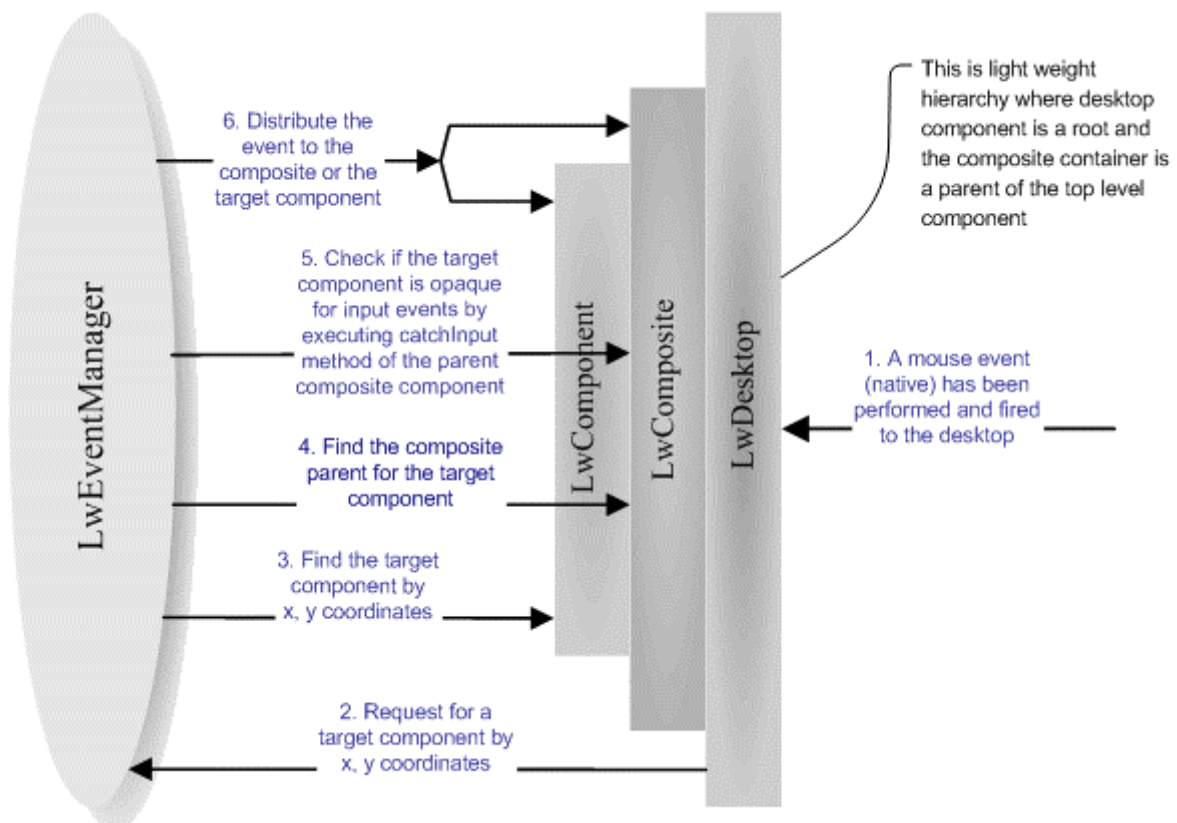 This is light weight
hierarchy where desktop
component is a root and
the composite container is
a parent of the top level
component
6. Distribute the
event to the
composite or the
target component
5. Check if the target
component is opaque
for input events by
executing catchInput
method of the parent
composite component
1. A mouse event
(native) has been
performed and fired
to the desktop
4. Find the composite
parent for the target
component
3. Find the target
component by
x, y coordinates
2. Request for a
target component by
x, y coordinates
LwEventManager
LwComponent
LwComposite
LwDesktop